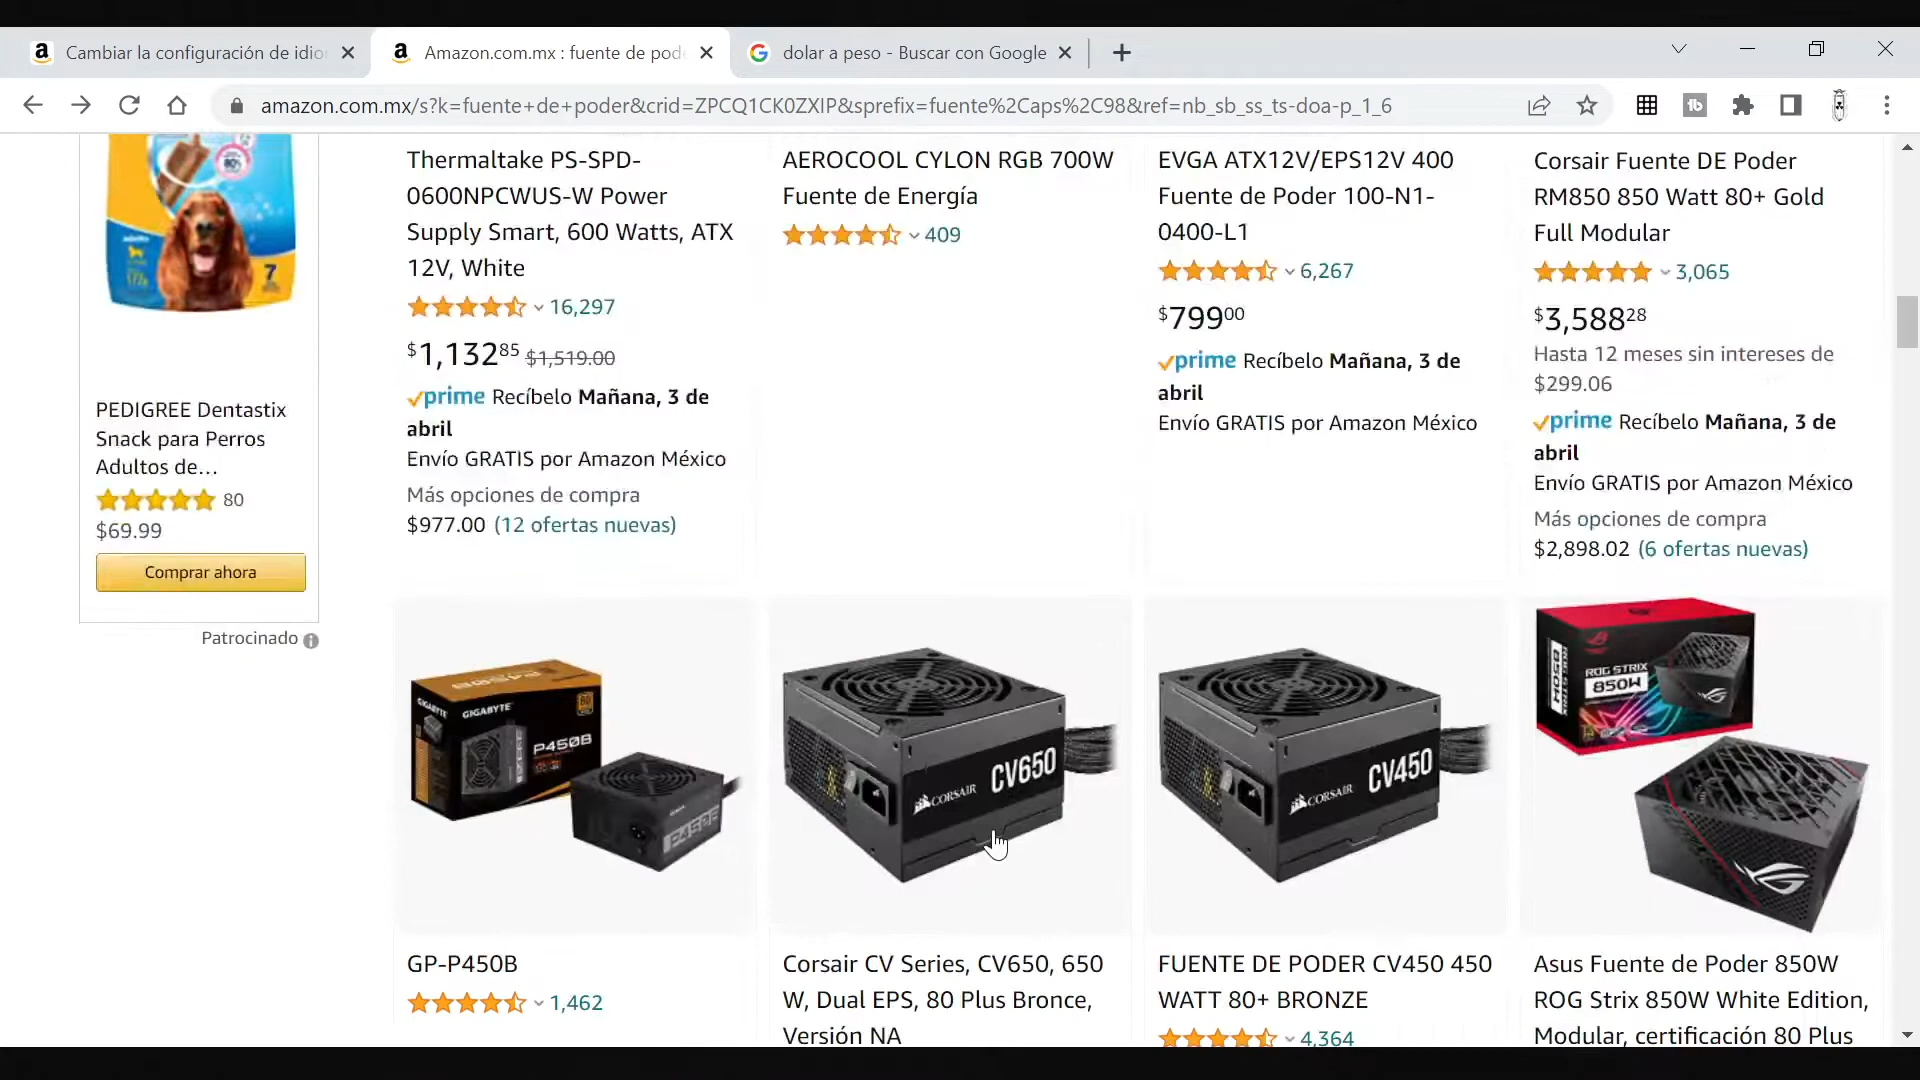 Cambiar la configuración de idio
Amazon.com.mx : fuente de pode
dolar a peso - Buscar con Google
amazon.com.mx/s?k=fuente+de+poder&crid=ZPCQ1CK0ZXIP&sprefix=fuente%2Caps%2C98&ref=nb_sb_ss_ts-doa-p_1_6
7
PEDIGREE Dentastix
Snack para Perros
Adultos de...
80
$69.99
Comprar ahora
Patrocinado
Thermaltake PS-SPD-
0600NPCWUS-W Power
Supply Smart, 600 Watts, ATX
12V, White
16,297
$1,13285 $1,519.00
prime Recíbelo Mañana, 3 de
abril
Envío GRATIS por Amazon México
Más opciones de compra
$977.00 (12 ofertas nuevas)
AEROCOOL CYLON RGB 700W
Fuente de Energía
409
EVGA ATX12V/EPS12V 400
Fuente de Poder 100-N1-
0400-L1
6,267
$79900
prime Recíbelo Mañana, 3 de
abril
Envío GRATIS por Amazon México
Corsair Fuente DE Poder
RM850 850 Watt 80+ Gold
Full Modular
3,065
$3,58828
Hasta 12 meses sin intereses de
$299.06
prime Recíbelo Mañana, 3 de
abril
Envío GRATIS por Amazon México
Más opciones de compra
$2,898.02 (6 ofertas nuevas)
GIGABYTE
GIGABYTE
P450B
P450B
GP-P450B
1,462
CORSAIR
CV650
Corsair CV Series, CV650, 650
W, Dual EPS, 80 Plus Bronce,
Versión NA
CORSAIR
CV450
FUENTE DE PODER CV450 450
WATT 80+ BRONZE
4,364
ROG STRIX
850W
Asus Fuente de Poder 850W
ROG Strix 850W White Edition,
Modular, certificación 80 Plus